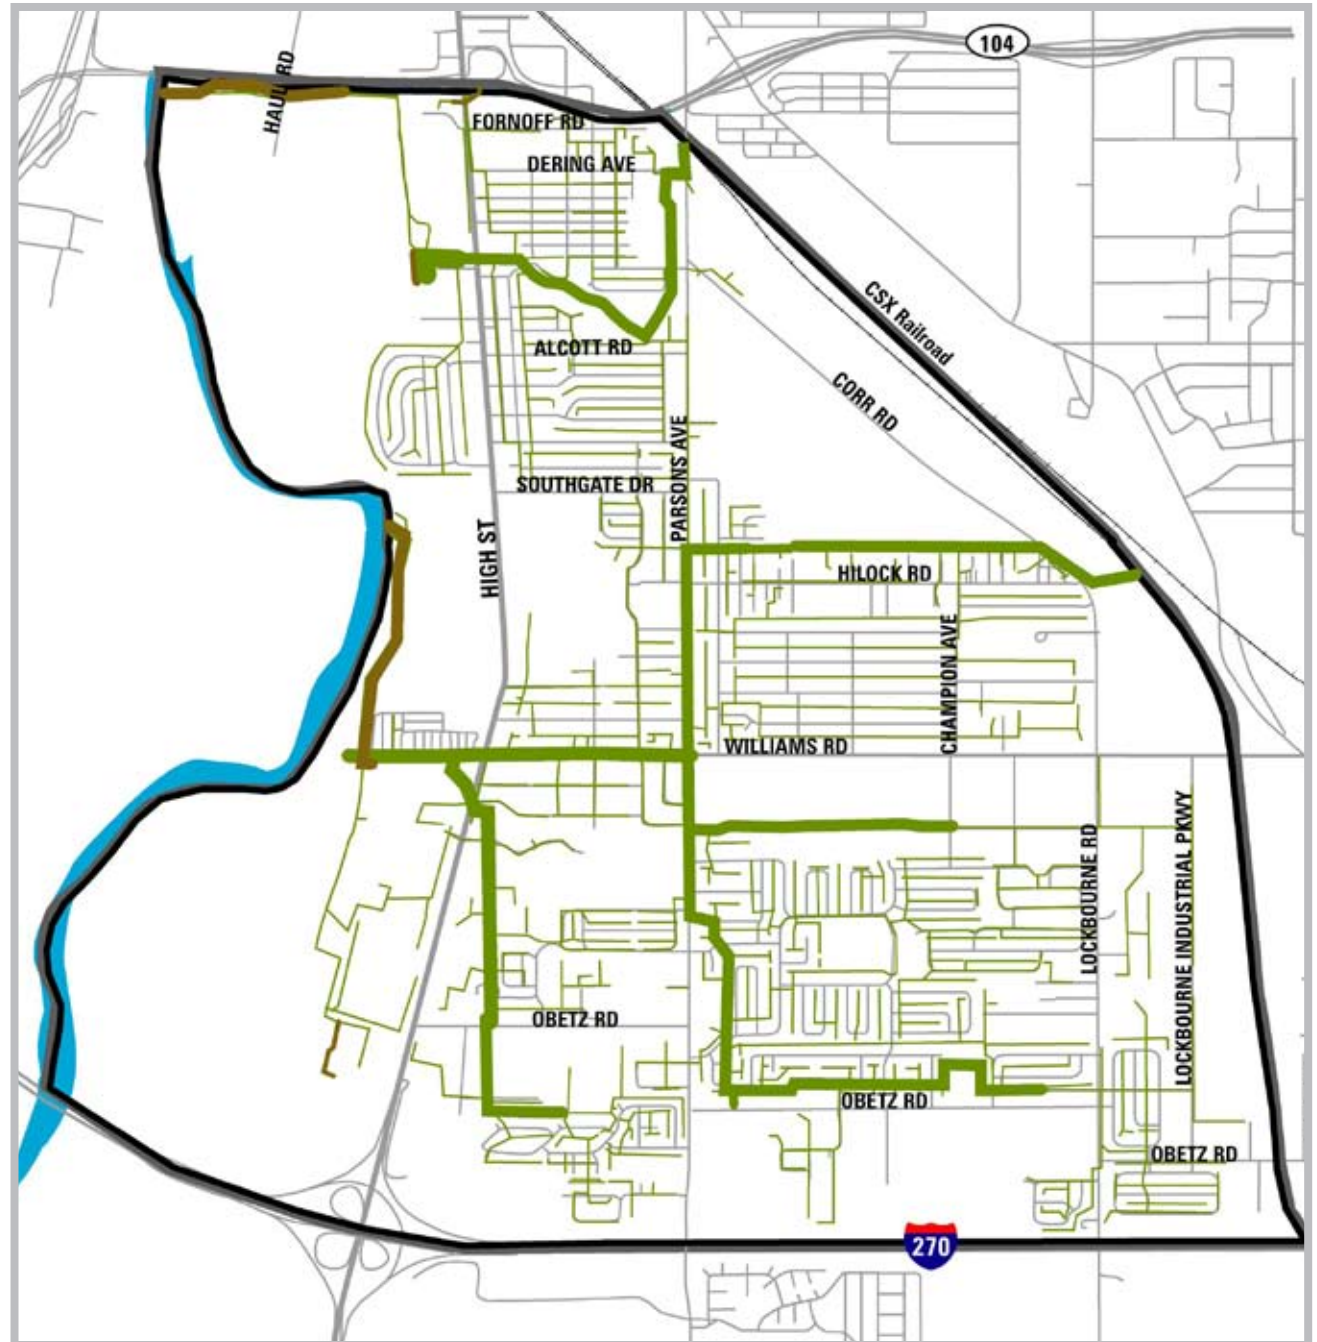 104
HAUL RD
FORNOFF RD
DERING AVE
CSX Railroad
ALCOTT RD
CORR RD
PARSONS AVE
SOUTHGATE DR
HIGH ST
HILOCK RD
CHAMPION AVE
WILLIAMS RD
LOCKBOURNE RD
LOCKBOURNE INDUSTRIAL PKWY
OBETZ RD
OBETZ RD
OBETZ RD
270